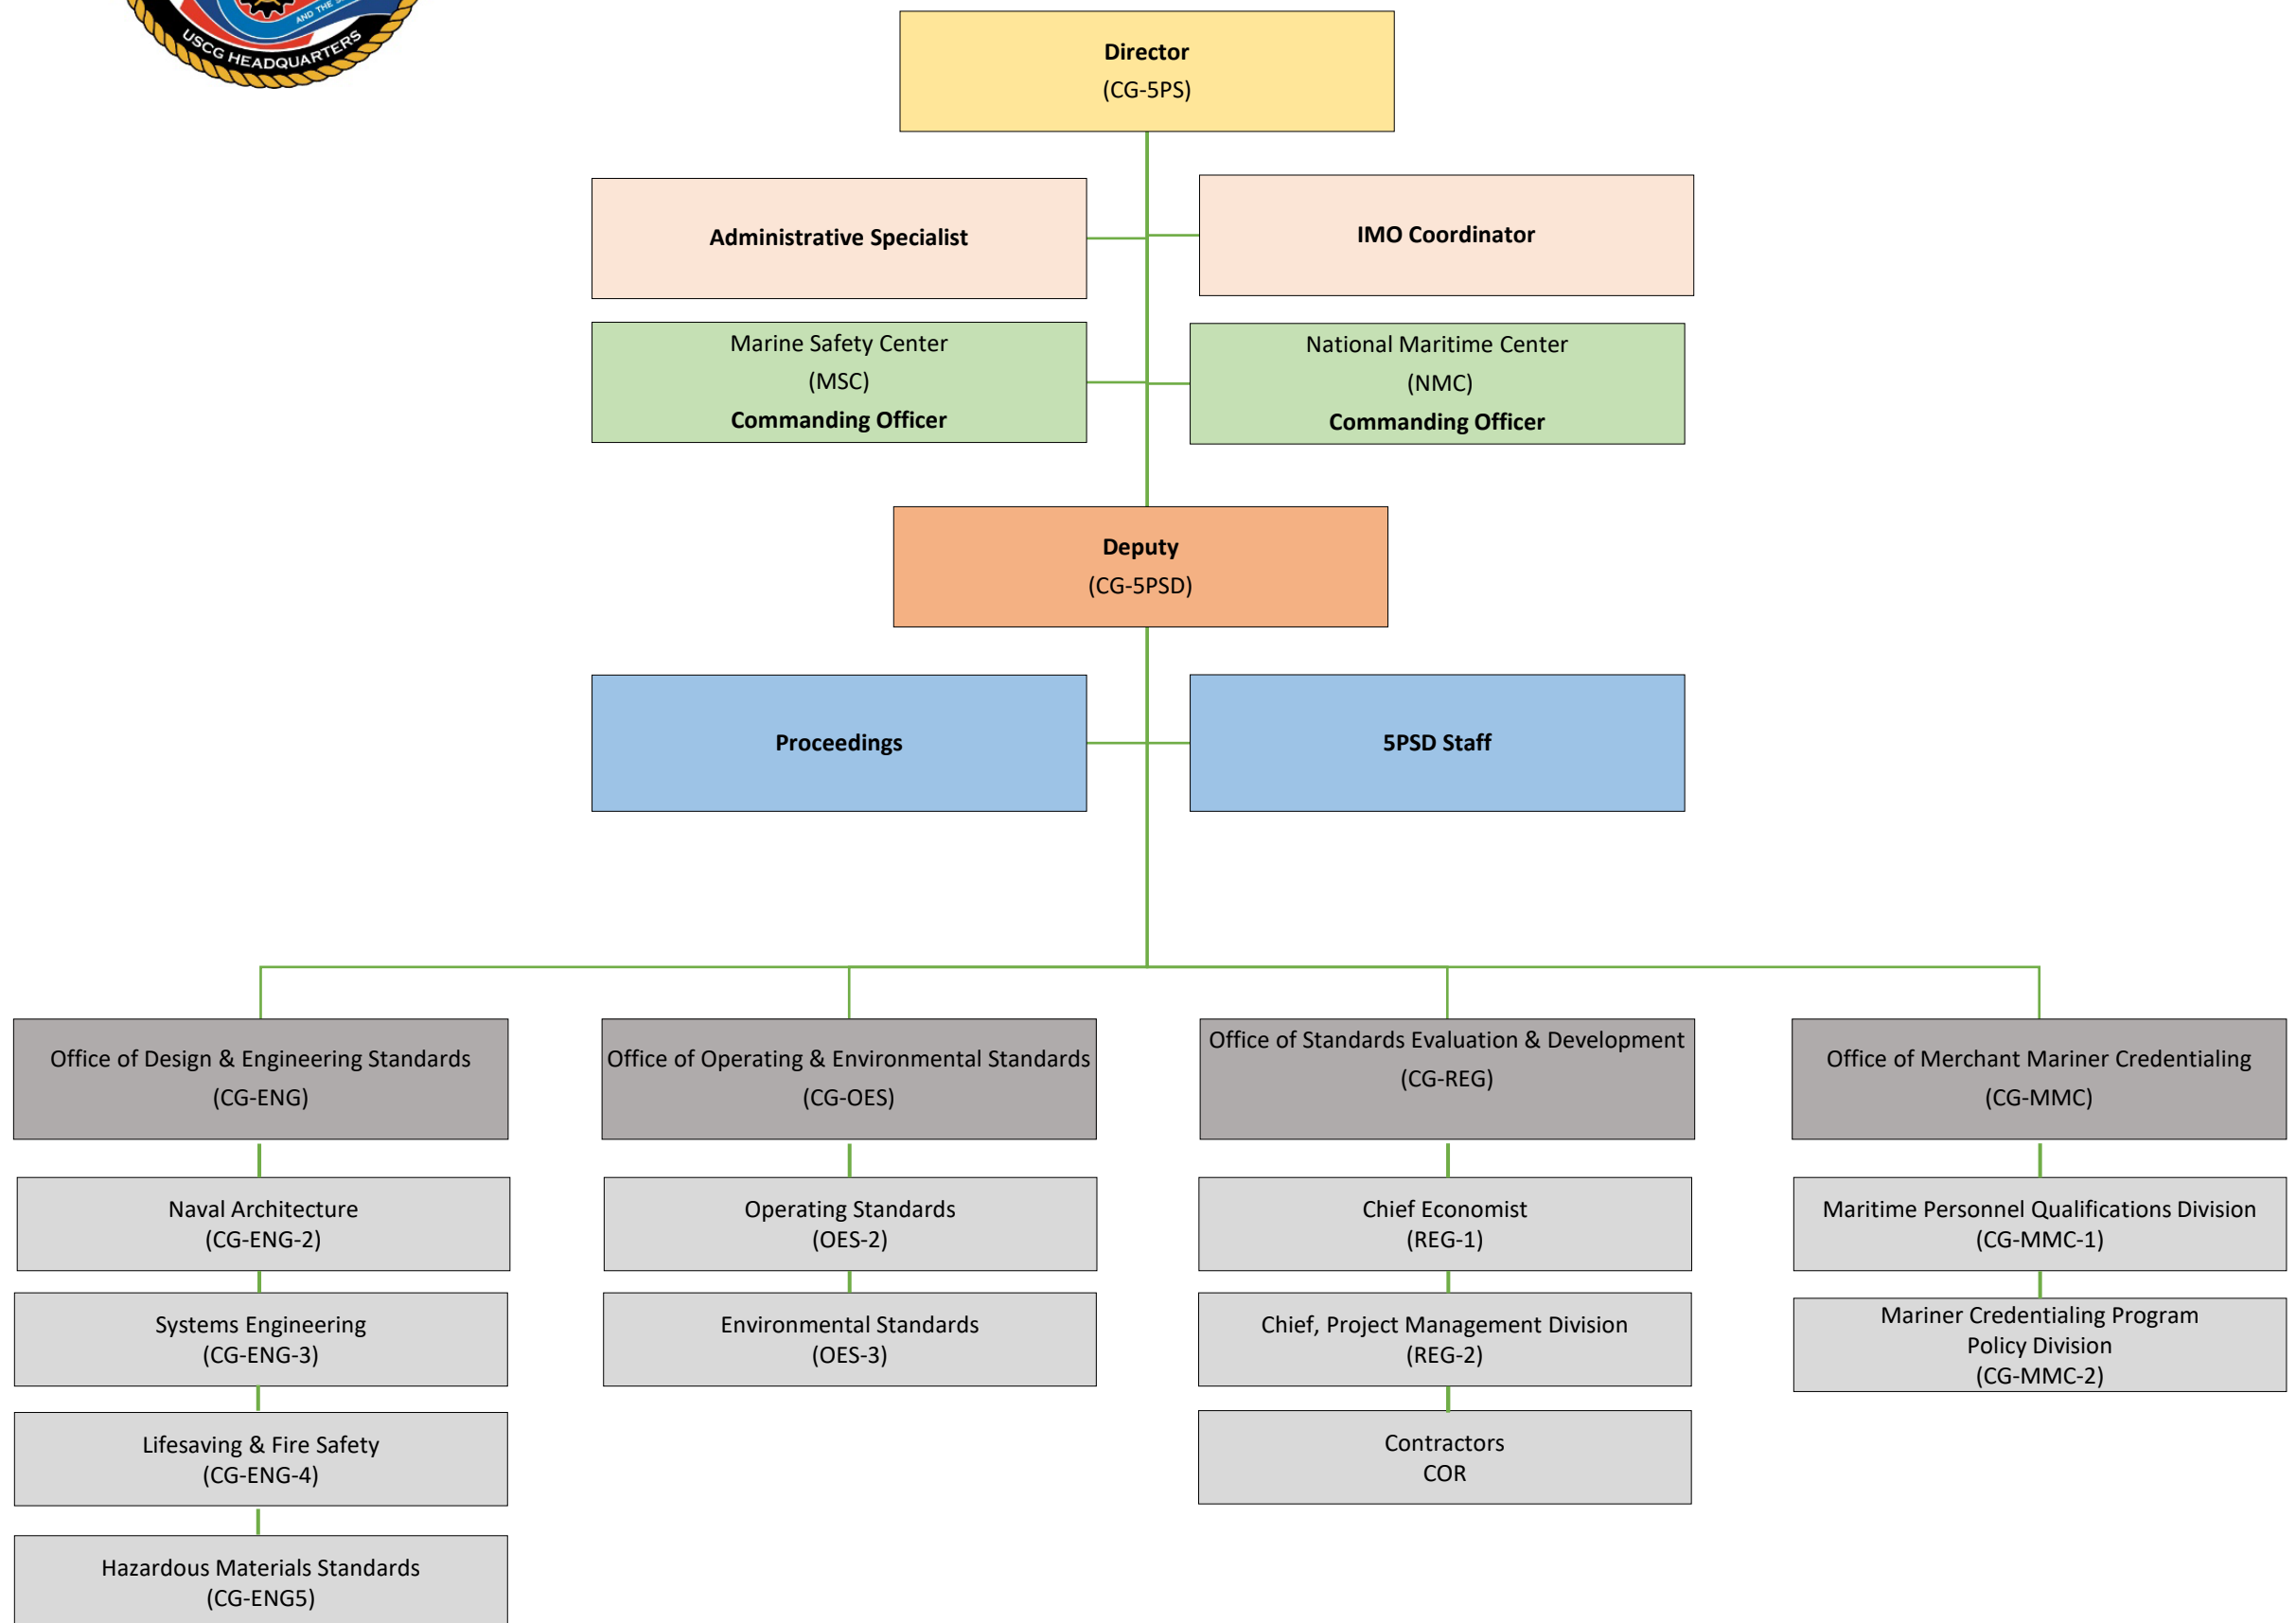 AND THE S
USCG HEADQUARTERS
Director
(CG-5PS)
Administrative Specialist
IMO Coordinator
Marine Safety Center
(MSC)
Commanding Officer
National Maritime Center
(NMC)
Commanding Officer
Deputy
(CG-5PSD)
Proceedings
5PSD Staff
Office of Design & Engineering Standards
(CG-ENG)
Office of Operating & Environmental Standards
(CG-OES)
Office of Standards Evaluation & Development
(CG-REG)
Office of Merchant Mariner Credentialing
(CG-MMC)
Naval Architecture
(CG-ENG-2)
Operating Standards
(OES-2)
Chief Economist
(REG-1)
Maritime Personnel Qualifications Division
(CG-MMC-1)
Systems Engineering
(CG-ENG-3)
Environmental Standards
(OES-3)
Chief, Project Management Division
(REG-2)
Mariner Credentialing Program
Policy Division
(CG-MMC-2)
Lifesaving & Fire Safety
(CG-ENG-4)
Contractors
COR
Hazardous Materials Standards
(CG-ENG5)